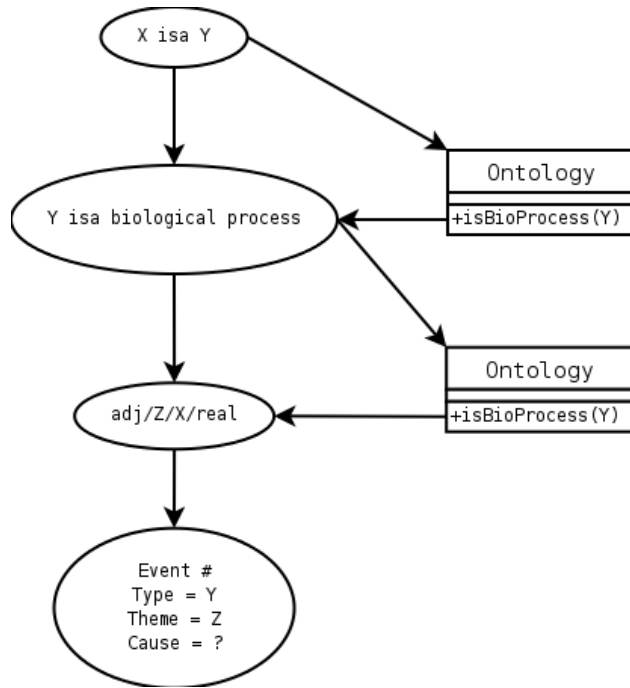 X isa Y
Ontology
+isBioProcess(Y)
Y isa biological process
Ontology
+isBioProcess(Y)
adj/Z/X/real
Event #
Type = Y
Theme = Z
Cause = ?